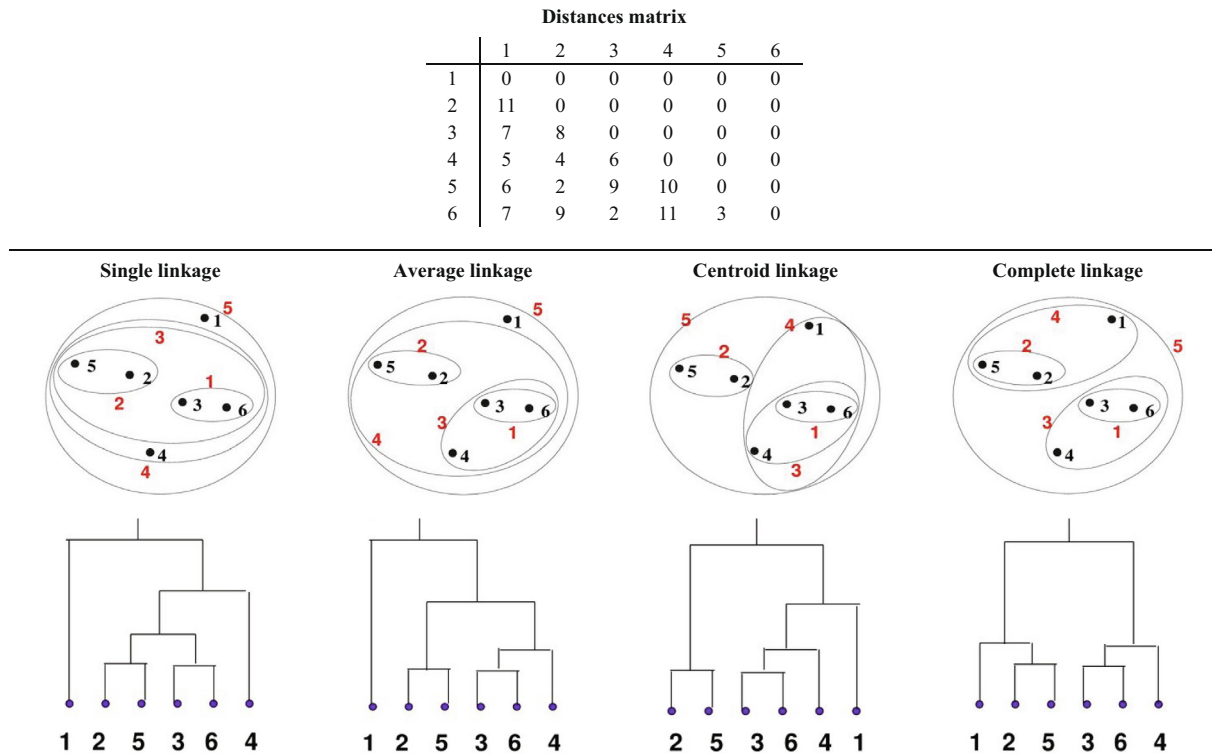 Distances matrix
1 2 3 4 5 6
1 0 0 0 0 0 0
2 11 0 0 0 0 0
3 7 8 0 0 0 0
4 5 4 6 0 0 0
5 6 2 9 10 0 0
6 7 9 2 11 3 0
Single linkage Average linkage Centroid linkage Complete linkage
5 1 3 5 2 1 2 3 6 4 4
5 1 2 5 2 3 6 3 1 4 4
5 4 1 2 5 2 3 6 1 4 3
4 1 5 2 5 2 3 6 3 1 4
1 2 5 3 6 4
1 2 5 3 6 4
2 5 3 6 4 1
1 2 5 3 6 4